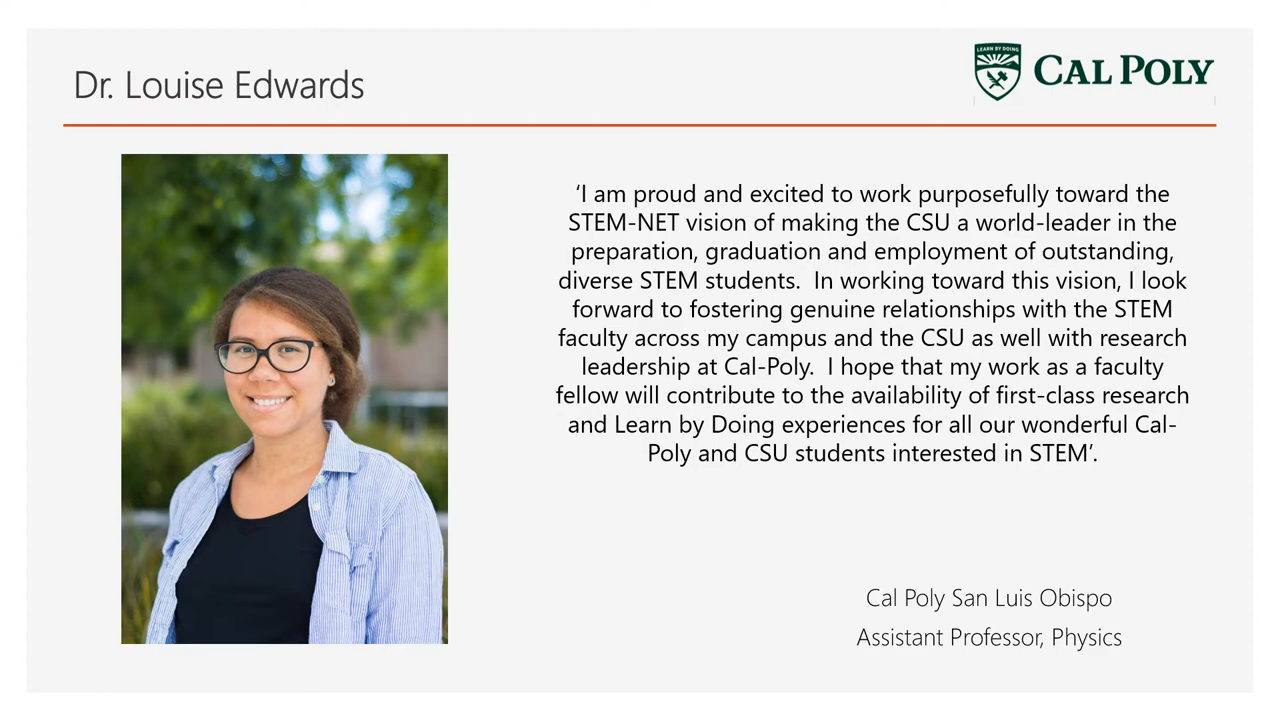 Dr. Louise Edwards
LEARN BY DOING
CAL POLY
‘I am proud and excited to work purposefully toward the
STEM-NET vision of making the CSU a world-leader in the
preparation, graduation and employment of outstanding,
diverse STEM students.  In working toward this vision, I look
forward to fostering genuine relationships with the STEM
faculty across my campus and the CSU as well with research
leadership at Cal-Poly.  I hope that my work as a faculty
fellow will contribute to the availability of first-class research
and Learn by Doing experiences for all our wonderful Cal-
Poly and CSU students interested in STEM’.
Cal Poly San Luis Obispo
Assistant Professor, Physics